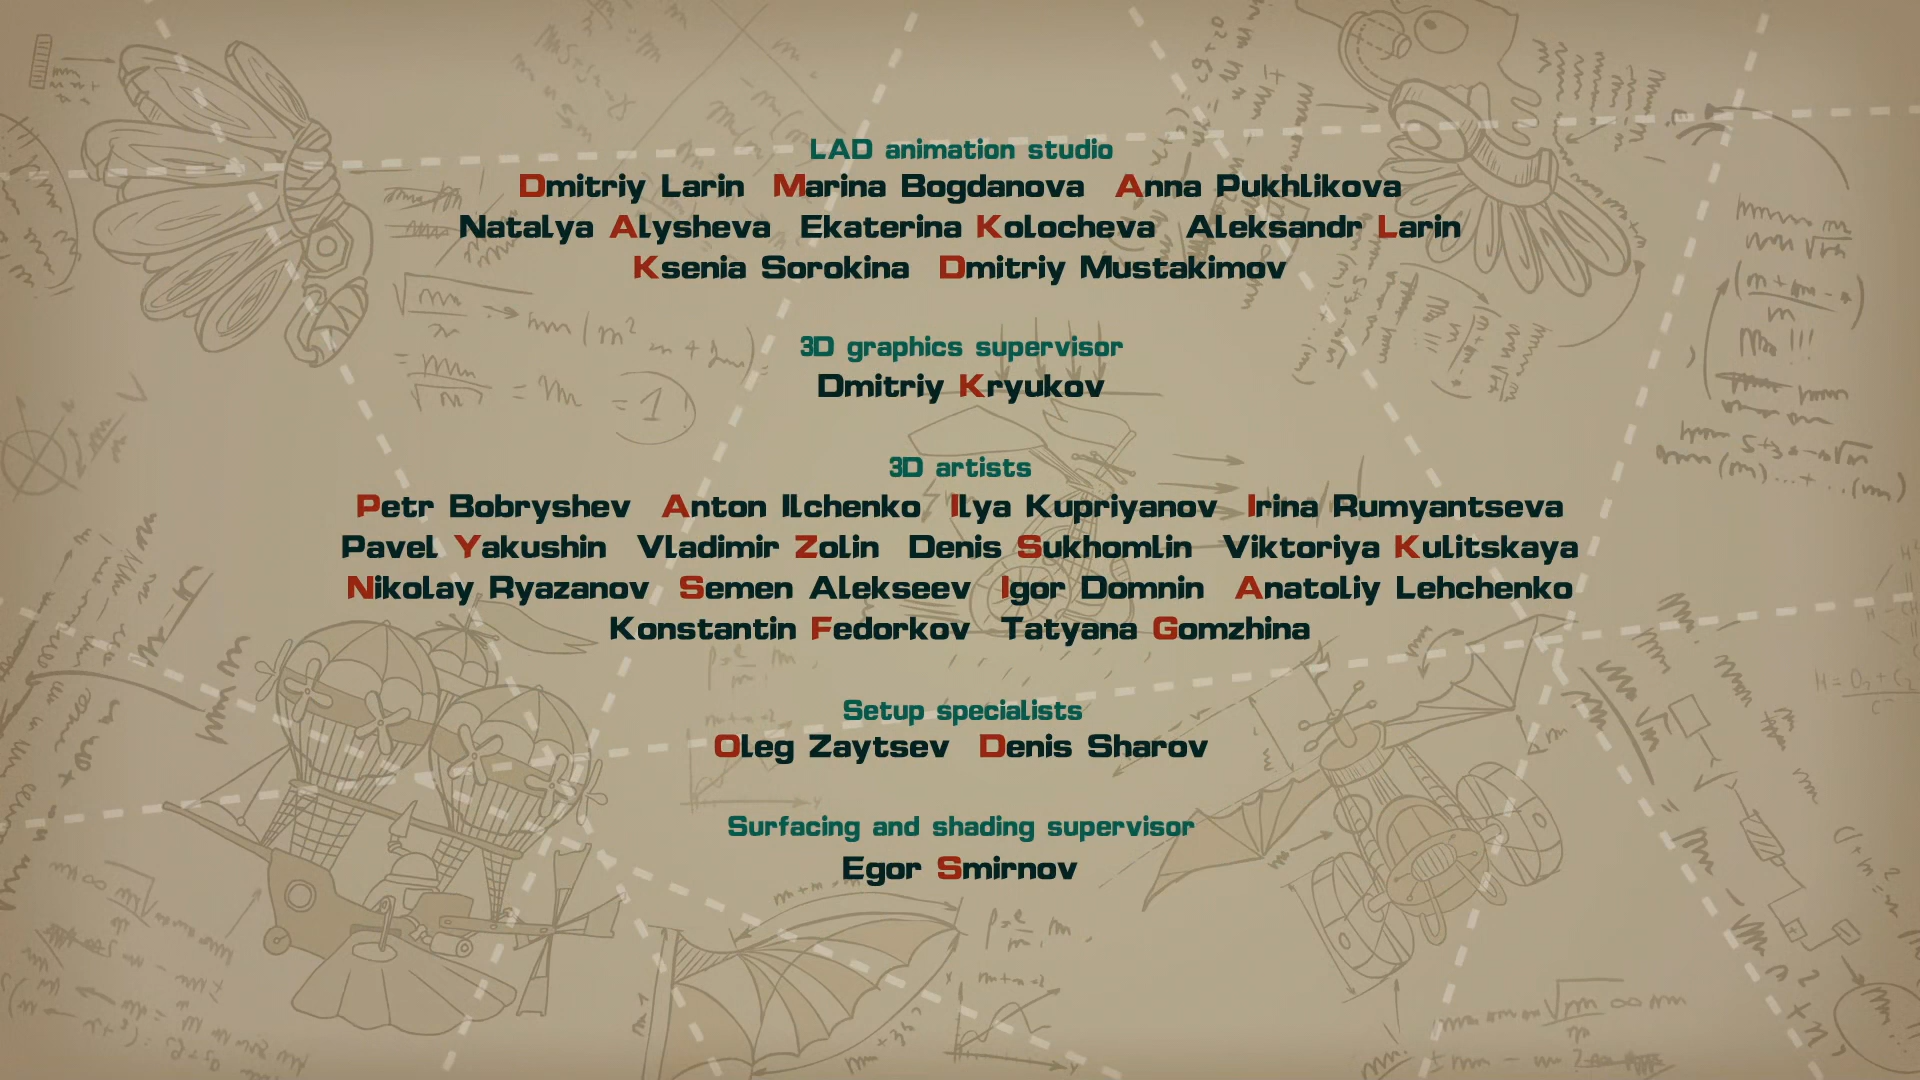 LAD animation studio
Dmitriy Larin Marina Bogdanova Anna Pukhlikova
Natalya Alysheva Ekaterina Kolocheva Aleksandr Larin
Ksenia Sorokina Dmitriy Mustakimov
3D graphics supervisor
Dmitriy Kryukov
3D artists
Petr Bobryshev Anton Ilchenko Ilya Kupriyanov Irina Rumyantseva
Pavel Yakushin Vladimir Zolin Denis Sukhomlin Viktoriya Kulitskaya
Nikolay Ryazanov Semen Alekseev Igor Domnin Anatoliy Lehchenko
Konstantin Fedorkov Tatyana Gomzhina
Setup specialists
Oleg Zaytsev Denis Sharov
Surfacing and shading supervisor
Egor Smirnov